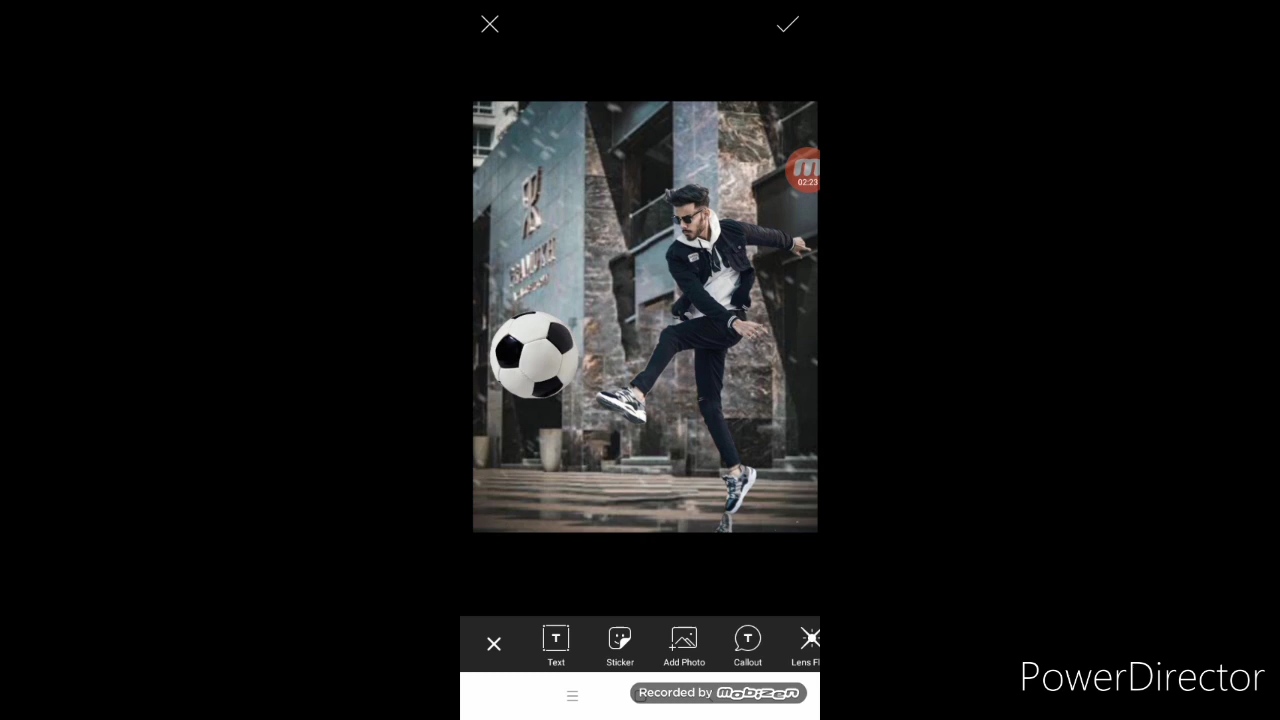 02:23
Text
Sticker
Add Photo
Callout
Lens Fl
Recorded by mobizen
PowerDirector